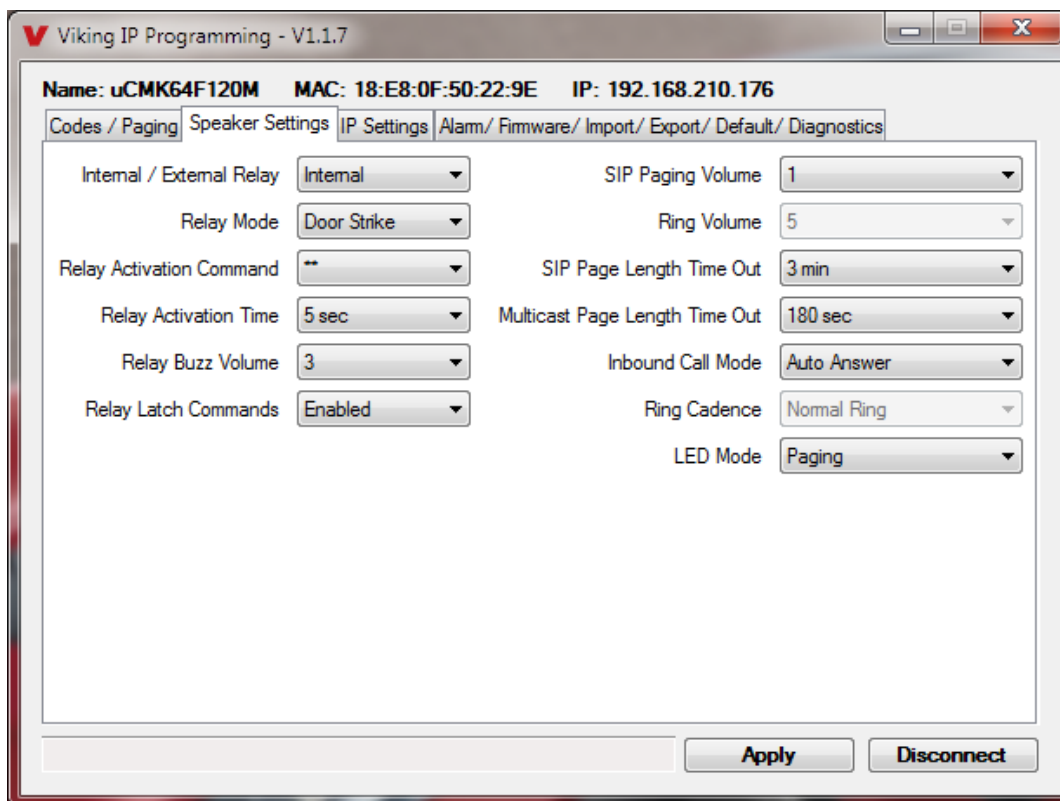 Viking IP Programming - V1.1.7
Name: uCMK64F120M MAC: 18:E8:0F:50:22:9E IP: 192.168.210.176
Codes / Paging Speaker Settings IP Settings Alarm/ Firmware/ Import/ Export/ Default/ Diagnostics
Internal / External Relay Internal
Relay Mode Door Strike
Relay Activation Command **
Relay Activation Time 5 sec
Relay Buzz Volume 3
Relay Latch Commands Enabled
SIP Paging Volume 1
Ring Volume 5
SIP Page Length Time Out 3 min
Multicast Page Length Time Out 180 sec
Inbound Call Mode Auto Answer
Ring Cadence Normal Ring
LED Mode Paging
Apply Disconnect